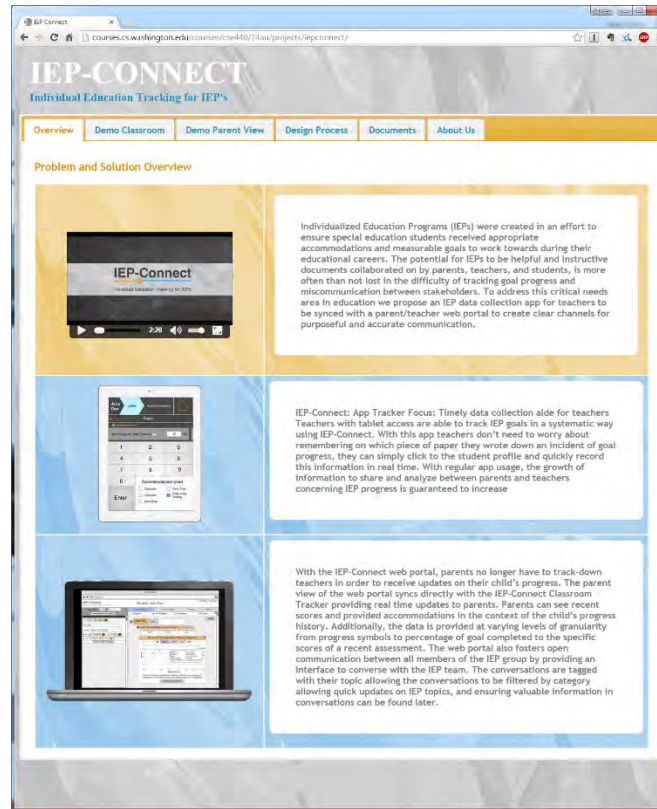 IEP Connect
courses.cs.washington.edu/courses/cse440/14au/projects/iepconnect/
IEP-CONNECT
Individual Education Tracking for IEP's
Overview Demo Classroom Demo Parent View Design Process Documents About Us
Problem and Solution Overview
IEP-Connect
Individual Education Tracking for IEP's
2:20
Individualized Education Programs (IEPs) were created in an effort to
ensure special education students received appropriate
accommodations and measurable goals to work towards during their
educational careers. The potential for IEPs to be helpful and instructive
documents collaborated on by parents, teachers, and students, is more
often than not lost in the difficulty of tracking goal progress and
miscommunication between stakeholders. To address this critical needs
area in education we propose an IEP data collection app for teachers to
be synced with a parent/teacher web portal to create clear channels for
purposeful and accurate communication.
1 2 3
4 5 6
7 8 9
0
Enter
Accommodations Used
IEP-Connect: App Tracker Focus: Timely data collection aide for teachers
Teachers with tablet access are able to track IEP goals in a systematic way
using IEP-Connect. With this app teachers don't need to worry about
remembering on which piece of paper they wrote down an incident of goal
progress, they can simply click to the student profile and quickly record
this information in real time. With regular app usage, the growth of
information to share and analyze between parents and teachers
concerning IEP progress is guaranteed to increase
With the IEP-Connect web portal, parents no longer have to track-down
teachers in order to receive updates on their child's progress. The parent
view of the web portal syncs directly with the IEP-Connect Classroom
Tracker providing real time updates to parents. Parents can see recent
scores and provided accommodations in the context of the child's progress
history. Additionally, the data is provided at varying levels of granularity
from progress symbols to percentage of goal completed to the specific
scores of a recent assessment. The web portal also fosters open
communication between all members of the IEP group by providing an
interface to converse with the IEP team. The conversations are tagged
with their topic allowing the conversations to be filtered by category
allowing quick updates on IEP topics, and ensuring valuable information in
conversations can be found later.